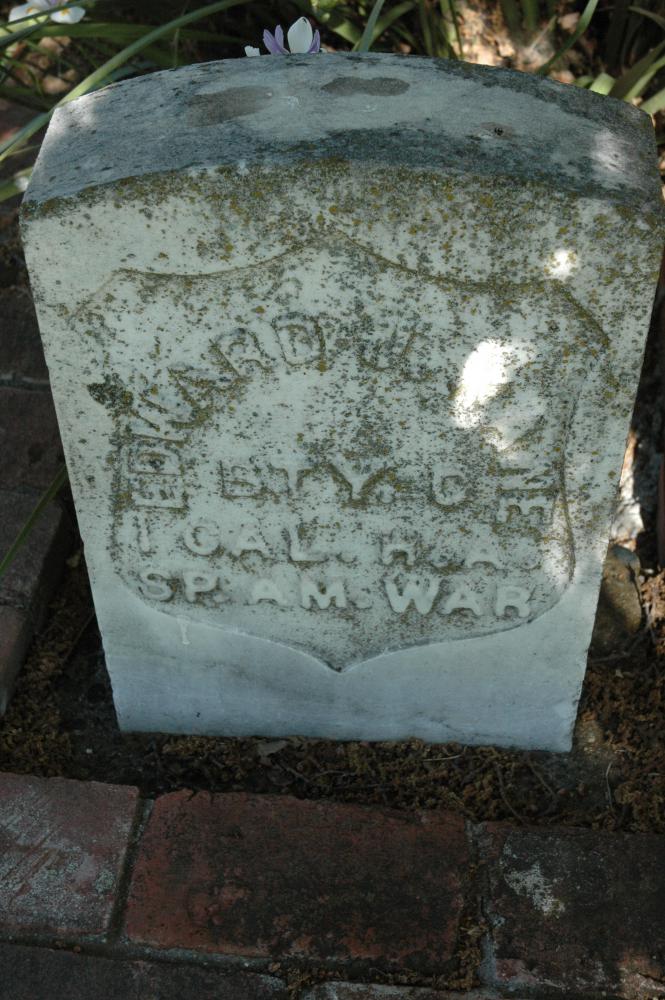 EDWARD J.
BTY. C
1 CAL. H.A.
SP. AM. WAR